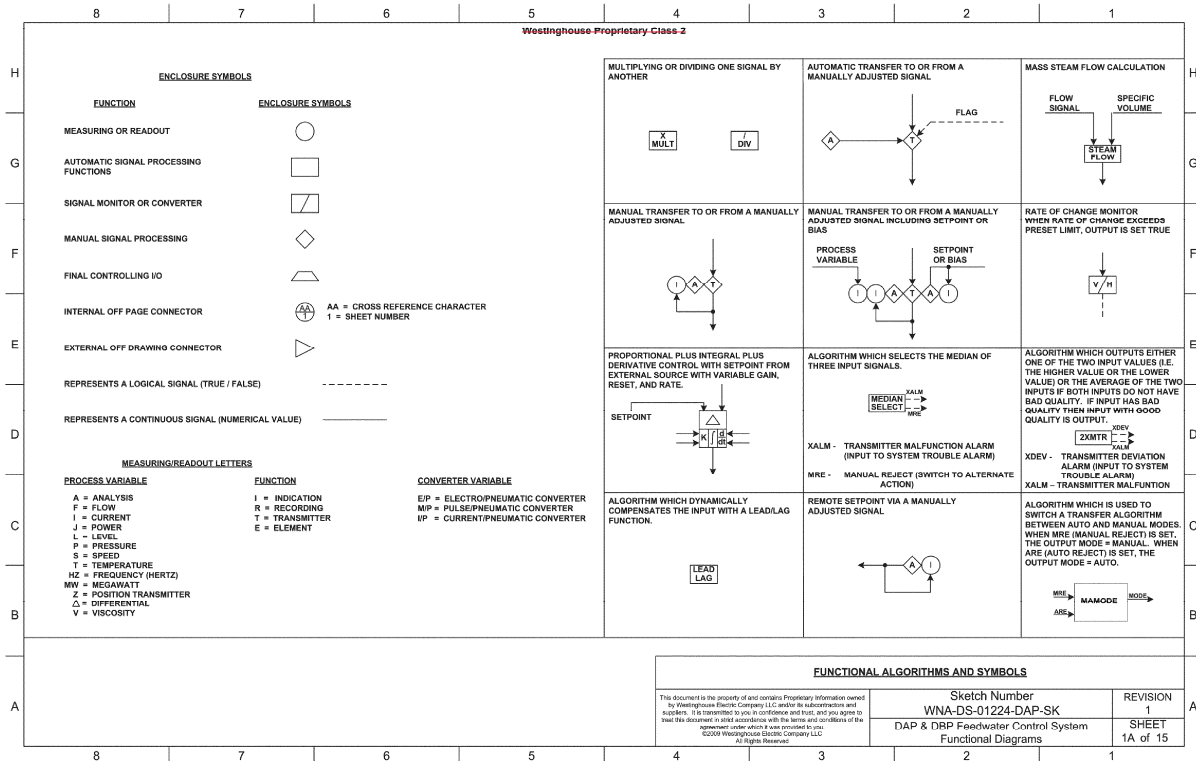 8 7 6 5 4 3 2 1
Westinghouse Proprietary Class 2
H
G
F
E
D
C
B
A
ENCLOSURE SYMBOLS
FUNCTION
ENCLOSURE SYMBOLS
MEASURING OR READOUT
AUTOMATIC SIGNAL PROCESSING
FUNCTIONS
SIGNAL MONITOR OR CONVERTER
MANUAL SIGNAL PROCESSING
FINAL CONTROLLING I/O
INTERNAL OFF PAGE CONNECTOR
AA
1
AA = CROSS REFERENCE CHARACTER
1 = SHEET NUMBER
EXTERNAL OFF DRAWING CONNECTOR
REPRESENTS A LOGICAL SIGNAL (TRUE / FALSE)
REPRESENTS A CONTINUOUS SIGNAL (NUMERICAL VALUE)
MEASURING/READOUT LETTERS
PROCESS VARIABLE
A = ANALYSIS
F = FLOW
I = CURRENT
J = POWER
L = LEVEL
P = PRESSURE
S = SPEED
T = TEMPERATURE
HZ = FREQUENCY (HERTZ)
MW = MEGAWATT
Z = POSITION TRANSMITTER
△ = DIFFERENTIAL
V = VISCOSITY
FUNCTION
I = INDICATION
R = RECORDING
T = TRANSMITTER
E = ELEMENT
CONVERTER VARIABLE
E/P = ELECTRO/PNEUMATIC CONVERTER
M/P = PULSE/PNEUMATIC CONVERTER
I/P = CURRENT/PNEUMATIC CONVERTER
MULTIPLYING OR DIVIDING ONE SIGNAL BY
ANOTHER
X
MULT
/
DIV
AUTOMATIC TRANSFER TO OR FROM A
MANUALLY ADJUSTED SIGNAL
FLAG
A
T
MASS STEAM FLOW CALCULATION
FLOW
SIGNAL
SPECIFIC
VOLUME
STEAM
FLOW
MANUAL TRANSFER TO OR FROM A MANUALLY
ADJUSTED SIGNAL
I A T
MANUAL TRANSFER TO OR FROM A MANUALLY
ADJUSTED SIGNAL INCLUDING SETPOINT OR
BIAS
PROCESS
VARIABLE
SETPOINT
OR BIAS
I I A T A I
RATE OF CHANGE MONITOR
WHEN RATE OF CHANGE EXCEEDS
PRESET LIMIT, OUTPUT IS SET TRUE
V / H
PROPORTIONAL PLUS INTEGRAL PLUS
DERIVATIVE CONTROL WITH SETPOINT FROM
EXTERNAL SOURCE WITH VARIABLE GAIN,
RESET, AND RATE.
SETPOINT
△
K ∫ d/dt
ALGORITHM WHICH SELECTS THE MEDIAN OF
THREE INPUT SIGNALS.
MEDIAN
SELECT
XALM
MRE
XALM - TRANSMITTER MALFUNCTION ALARM
(INPUT TO SYSTEM TROUBLE ALARM)
MRE - MANUAL REJECT (SWITCH TO ALTERNATE
ACTION)
ALGORITHM WHICH OUTPUTS EITHER
ONE OF THE TWO INPUT VALUES (I.E.
THE HIGHER VALUE OR THE LOWER
VALUE) OR THE AVERAGE OF THE TWO
INPUTS IF BOTH INPUTS DO NOT HAVE
BAD QUALITY. IF INPUT HAS BAD
QUALITY THEN INPUT WITH GOOD
QUALITY IS OUTPUT.
2XMTR
XDEV
XALM
XDEV - TRANSMITTER DEVIATION
ALARM (INPUT TO SYSTEM
TROUBLE ALARM)
XALM – TRANSMITTER MALFUNTION
ALGORITHM WHICH DYNAMICALLY
COMPENSATES THE INPUT WITH A LEAD/LAG
FUNCTION.
LEAD
LAG
REMOTE SETPOINT VIA A MANUALLY
ADJUSTED SIGNAL
A I
ALGORITHM WHICH IS USED TO
SWITCH A TRANSFER ALGORITHM
BETWEEN AUTO AND MANUAL MODES.
WHEN MRE (MANUAL REJECT) IS SET,
THE OUTPUT MODE = MANUAL. WHEN
ARE (AUTO REJECT) IS SET, THE
OUTPUT MODE = AUTO.
MRE
ARE
MAMODE
MODE
H
G
F
E
D
C
B
A
FUNCTIONAL ALGORITHMS AND SYMBOLS
This document is the property of and contains Proprietary Information owned
by Westinghouse Electric Company LLC and/or its subcontractors and
suppliers. It is transmitted to you in confidence and trust, and you agree to
treat this document in strict accordance with the terms and conditions of the
agreement under which it was provided to you.
©2009 Westinghouse Electric Company LLC
All Rights Reserved
Sketch Number
WNA-DS-01224-DAP-SK
DAP & DBP Feedwater Control System
Functional Diagrams
REVISION
1
SHEET
1A of 15
8 7 6 5 4 3 2 1